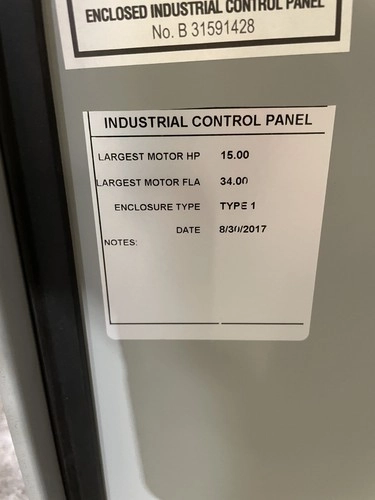 ENCLOSED INDUSTRIAL CONTROL PANEL
No. B 31591428
INDUSTRIAL CONTROL PANEL
LARGEST MOTOR HP 15.00
LARGEST MOTOR FLA 34.00
ENCLOSURE TYPE TYPE 1
DATE 8/30/2017
NOTES: